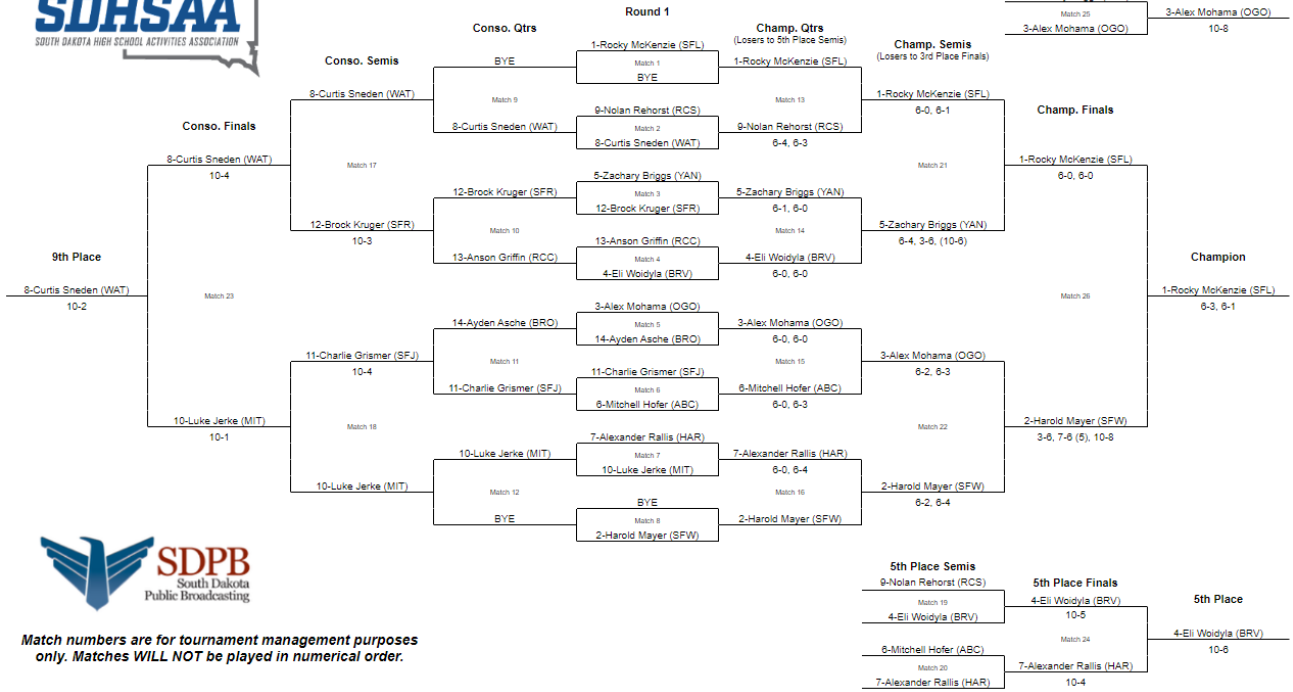 SDHSAA
SOUTH DAKOTA HIGH SCHOOL ACTIVITIES ASSOCIATION
Match 25
3-Alex Mohama (OGO)
3-Alex Mohama (OGO)
10-8
Round 1
Conso. Qtrs
Champ. Qtrs
(Losers to 5th Place Semis)
Champ. Semis
(Losers to 3rd Place Finals)
Conso. Semis
Champ. Finals
Conso. Finals
9th Place
Champion
1-Rocky McKenzie (SFL)
Match 1
BYE
9-Nolan Rehorst (RCS)
Match 2
8-Curtis Sneden (WAT)
5-Zachary Briggs (YAN)
Match 3
12-Brock Kruger (SFR)
13-Anson Griffin (RCC)
Match 4
4-Eli Woidyla (BRV)
3-Alex Mohama (OGO)
Match 5
14-Ayden Asche (BRO)
11-Charlie Grismer (SFJ)
Match 6
6-Mitchell Hofer (ABC)
7-Alexander Rallis (HAR)
Match 7
10-Luke Jerke (MIT)
BYE
Match 8
2-Harold Mayer (SFW)
BYE
Match 9
8-Curtis Sneden (WAT)
12-Brock Kruger (SFR)
Match 10
13-Anson Griffin (RCC)
14-Ayden Asche (BRO)
Match 11
11-Charlie Grismer (SFJ)
10-Luke Jerke (MIT)
Match 12
BYE
8-Curtis Sneden (WAT)
Match 17
12-Brock Kruger (SFR)
10-3
11-Charlie Grismer (SFJ)
10-4
Match 18
10-Luke Jerke (MIT)
8-Curtis Sneden (WAT)
10-4
Match 23
10-Luke Jerke (MIT)
10-1
8-Curtis Sneden (WAT)
10-2
1-Rocky McKenzie (SFL)
Match 13
9-Nolan Rehorst (RCS)
6-4, 6-3
5-Zachary Briggs (YAN)
6-1, 6-0
Match 14
4-Eli Woidyla (BRV)
6-0, 6-0
3-Alex Mohama (OGO)
6-0, 6-0
Match 15
6-Mitchell Hofer (ABC)
6-0, 6-3
7-Alexander Rallis (HAR)
6-0, 6-4
Match 16
2-Harold Mayer (SFW)
1-Rocky McKenzie (SFL)
6-0, 6-1
Match 21
5-Zachary Briggs (YAN)
6-4, 3-6, (10-6)
3-Alex Mohama (OGO)
6-2, 6-3
Match 22
2-Harold Mayer (SFW)
6-2, 6-4
1-Rocky McKenzie (SFL)
6-0, 6-0
Match 26
2-Harold Mayer (SFW)
3-6, 7-6 (5), 10-8
1-Rocky McKenzie (SFL)
6-3, 6-1
SDPB
South Dakota
Public Broadcasting
Match numbers are for tournament management purposes
only. Matches WILL NOT be played in numerical order.
5th Place Semis
9-Nolan Rehorst (RCS)
Match 19
4-Eli Woidyla (BRV)
6-Mitchell Hofer (ABC)
Match 20
7-Alexander Rallis (HAR)
5th Place Finals
4-Eli Woidyla (BRV)
10-5
Match 24
7-Alexander Rallis (HAR)
10-4
5th Place
4-Eli Woidyla (BRV)
10-6